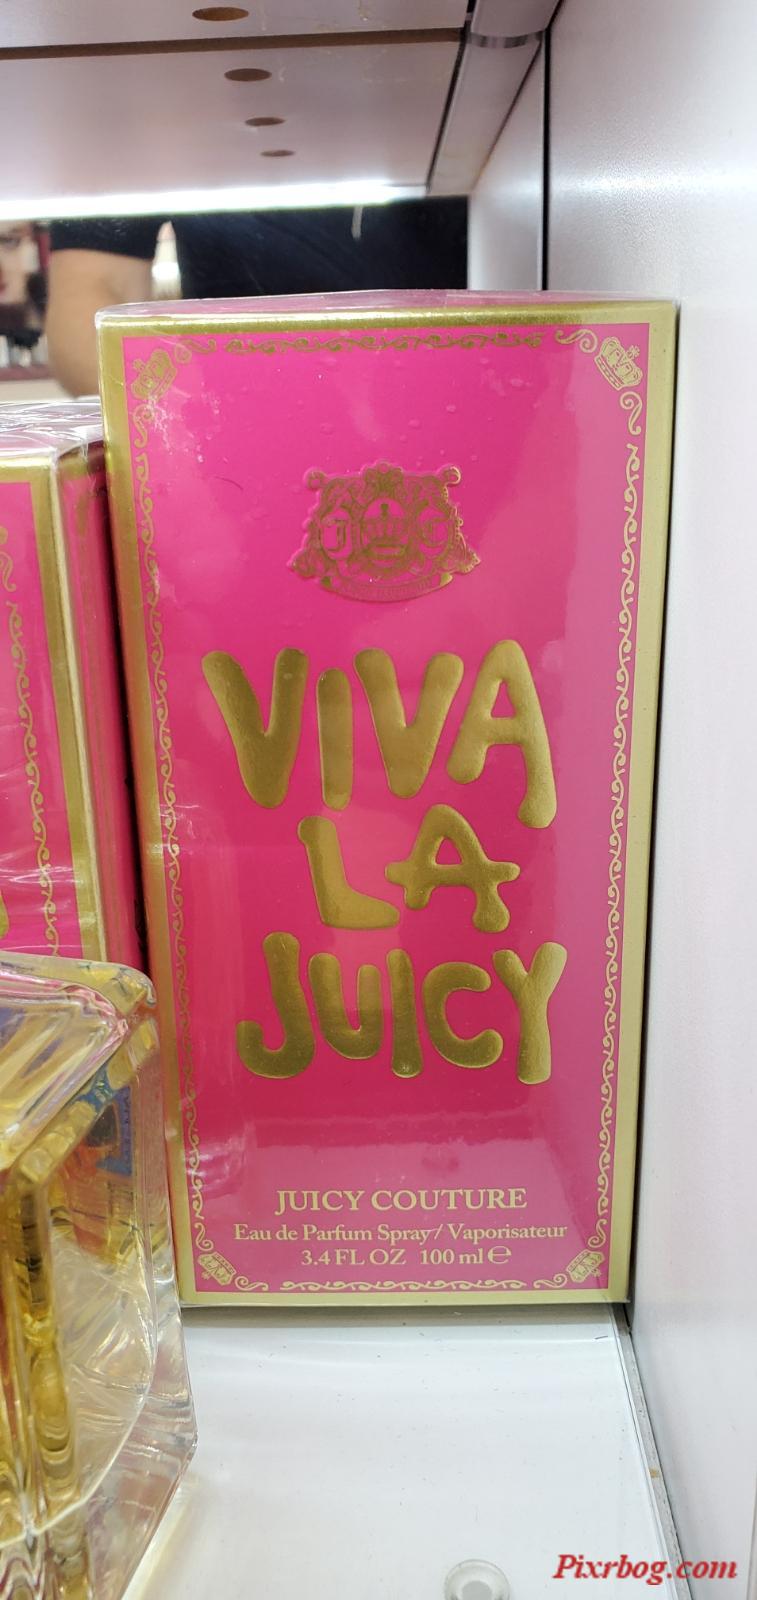 J C
VIVA
LA
JUICY
JUICY COUTURE
Eau de Parfum Spray/Vaporisateur
3.4 FL OZ 100 ml ℮
Pixrbog.com